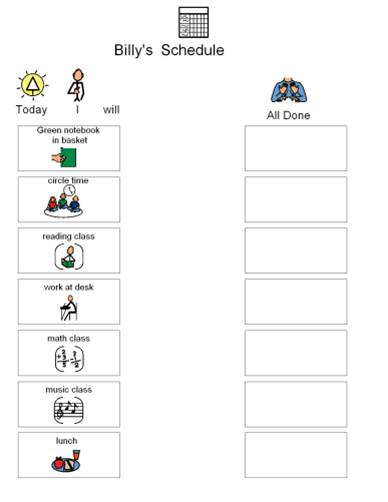 Billy's Schedule
Today I will
All Done
Green notebook
in basket
circle time
reading class
work at desk
math class
music class
lunch